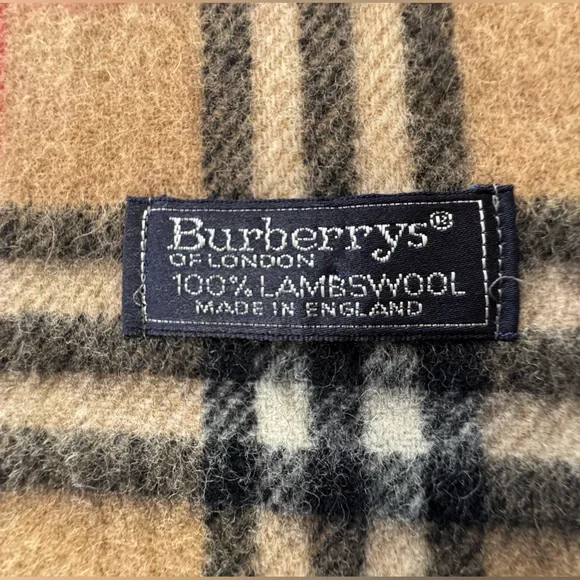 Burberrys®
OF LONDON
100% LAMBSWOOL
MADE IN ENGLAND